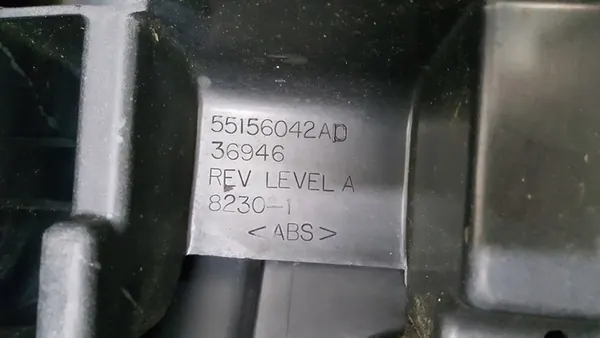 55156042AD
36946
REV LEVEL A
8230-1
<ABS>